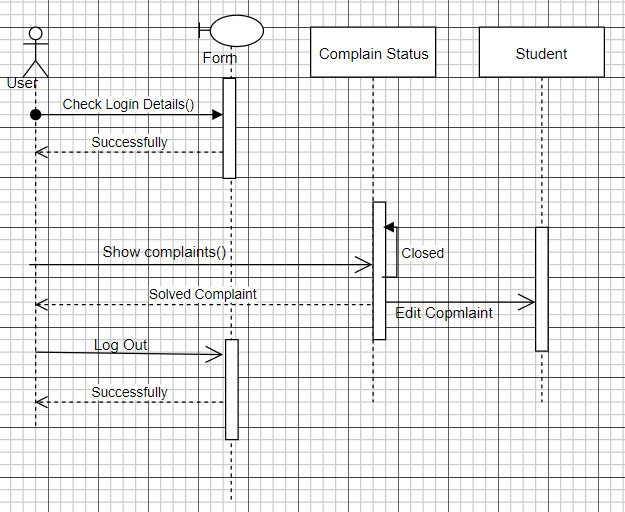 Complain Status
Student
Form
User
Check Login Details()
Successfully
Show complaints()
Closed
Solved Complaint
Edit Copmlaint
Log Out
Successfully